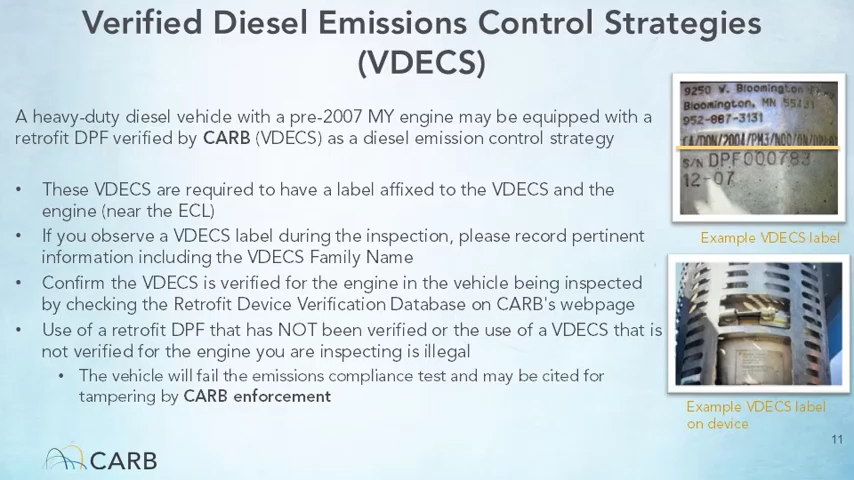 Verified Diesel Emissions Control Strategies
(VDECS)
A heavy-duty diesel vehicle with a pre-2007 MY engine may be equipped with a
retrofit DPF verified by CARB (VDECS) as a diesel emission control strategy
• These VDECS are required to have a label affixed to the VDECS and the
engine (near the ECL)
• If you observe a VDECS label during the inspection, please record pertinent
information including the VDECS Family Name
• Confirm the VDECS is verified for the engine in the vehicle being inspected
by checking the Retrofit Device Verification Database on CARB's webpage
• Use of a retrofit DPF that has NOT been verified or the use of a VDECS that is
not verified for the engine you are inspecting is illegal
• The vehicle will fail the emissions compliance test and may be cited for
tampering by CARB enforcement
9250 W. Bloomington
Bloomington, MN 55431
952-887-3131
CA/DON/2004/PM3/N00/ON/
S/N DPF000783
12-07
Example VDECS label
Example VDECS label
on device
11
CARB